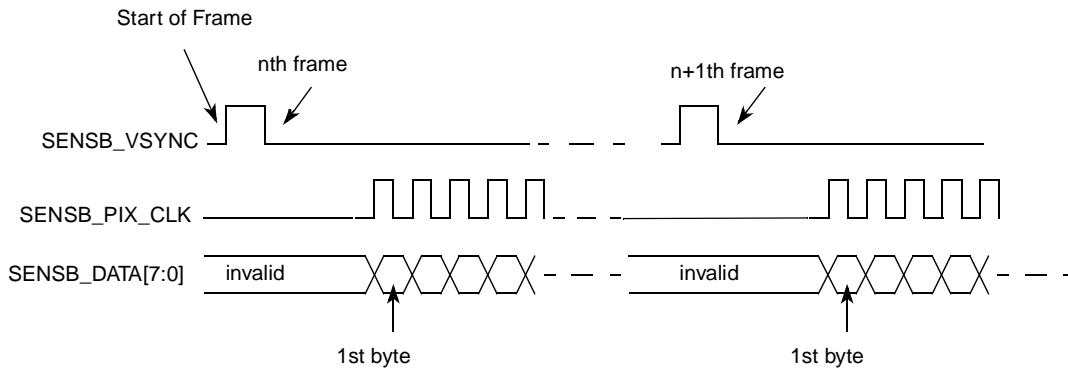 Start of Frame
nth frame
n+1th frame
SENSB_VSYNC
SENSB_PIX_CLK
SENSB_DATA[7:0]
invalid
invalid
1st byte
1st byte